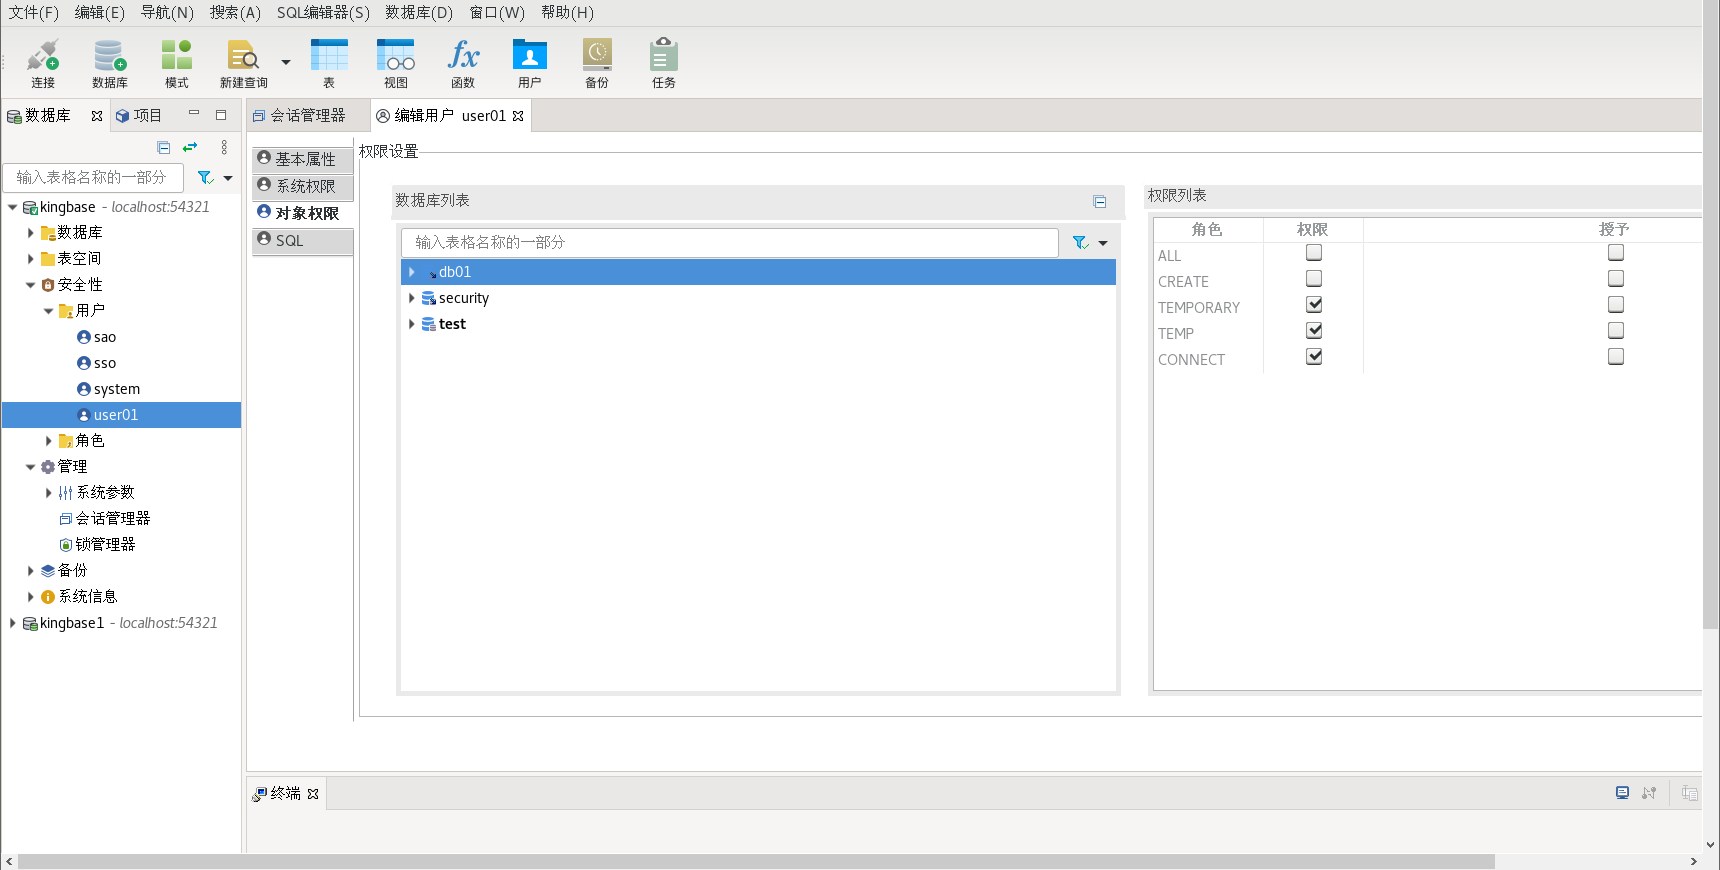 文件(F) 编辑(E) 导航(N) 搜索(A) SQL编辑器(S) 数据库(D) 窗口(W) 帮助(H)
连接 数据库 模式 新建查询 表 视图 函数 用户 备份 任务
数据库 项目
输入表格名称的一部分
kingbase - localhost:54321
数据库
表空间
安全性
用户
sao
sso
system
user01
角色
管理
系统参数
会话管理器
锁管理器
备份
系统信息
kingbase1 - localhost:54321
会话管理器 编辑用户 user01
基本属性
系统权限
对象权限
SQL
权限设置
数据库列表
输入表格名称的一部分
db01
security
test
权限列表
角色 权限 授予
ALL
CREATE
TEMPORARY
TEMP
CONNECT
终端